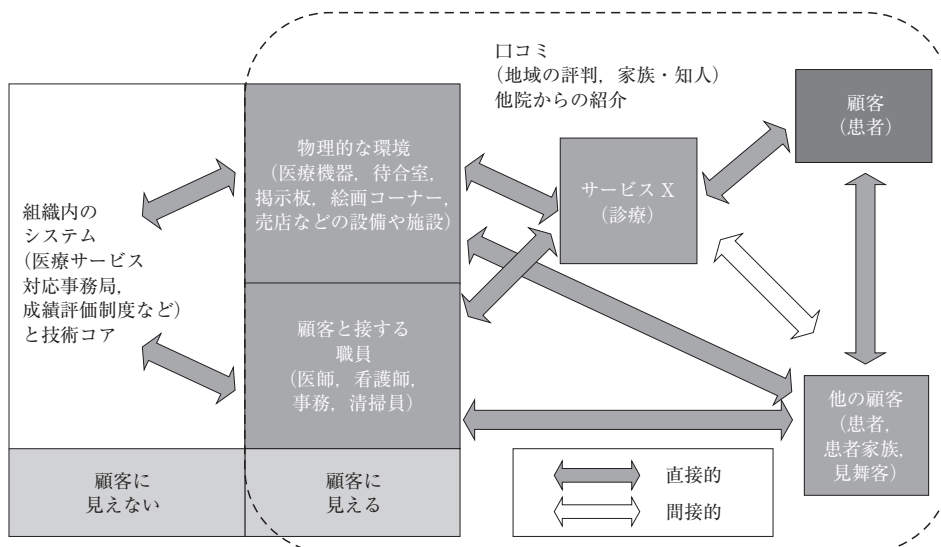 口コミ
（地域の評判，家族・知人）
他院からの紹介
顧客
（患者）
物理的な環境
（医療機器，待合室，
掲示板，絵画コーナー，
売店などの設備や施設）
サービス X
（診療）
組織内の
システム
（医療サービス
対応事務局，
成績評価制度など）
と技術コア
顧客と接する
職員
（医師，看護師，
事務，清掃員）
他の顧客
（患者，
患者家族，
見舞客）
顧客に
見えない
顧客に
見える
直接的
間接的